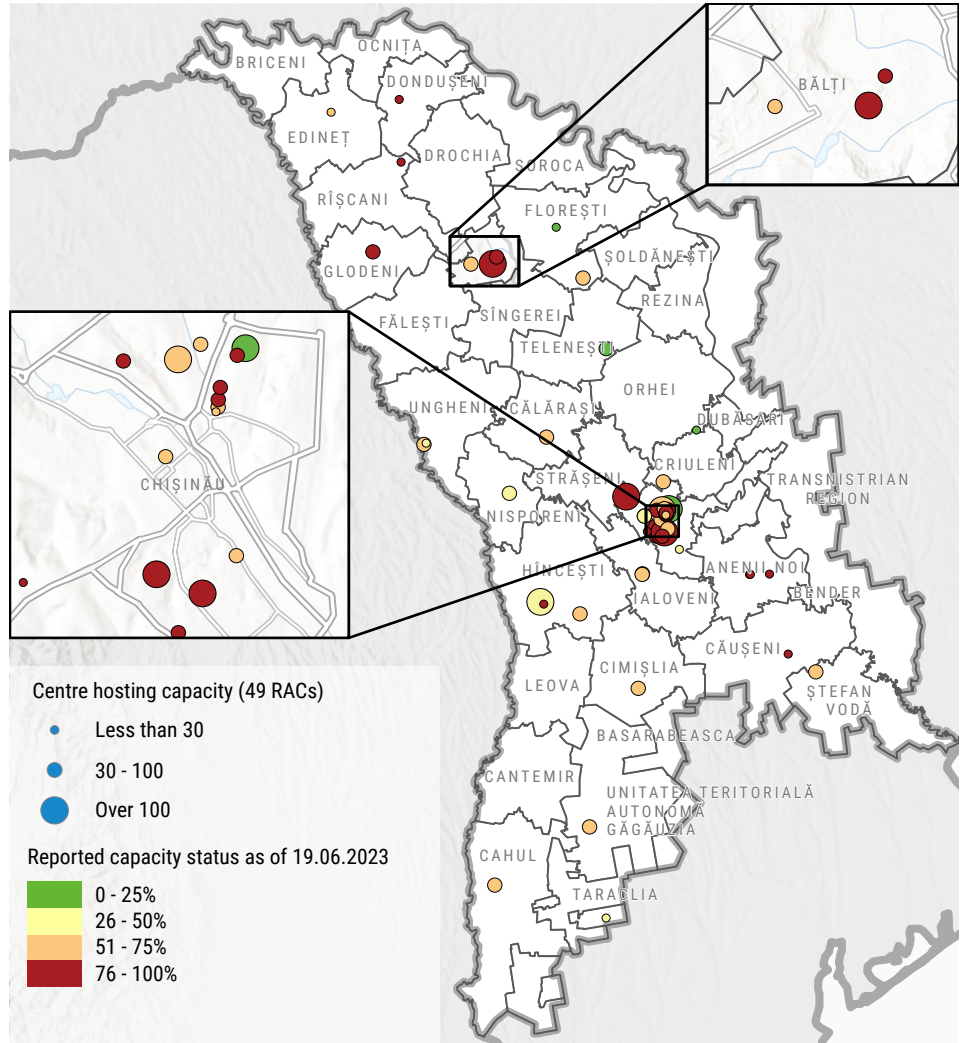 OCNIȚA
BRICENI
DONDUȘENI
BĂLȚI
EDINEȚ
DROCHIA
SOROCA
RÎȘCANI
FLOREȘTI
GLODENI
ȘOLDĂNEȘTI
REZINA
FĂLEȘTI
SÎNGEREI
TELENEȘTI
ORHEI
UNGHENI
CĂLĂRAȘI
DUBĂSARI
CRIULENI
STRĂȘENI
TRANSNISTRIAN
REGION
CHIȘINĂU
NISPORENI
HÎNCEȘTI
ANENII NOI
IALOVENI
BENDER
CĂUȘENI
CIMIȘLIA
LEOVA
ȘTEFAN
VODĂ
BASARABEASCA
CANTEMIR
UNITATEA TERITORIALĂ
AUTONOMĂ
GĂGĂUZIA
CAHUL
TARACLIA
Centre hosting capacity (49 RACs)
Less than 30
30 - 100
Over 100
Reported capacity status as of 19.06.2023
0 - 25%
26 - 50%
51 - 75%
76 - 100%